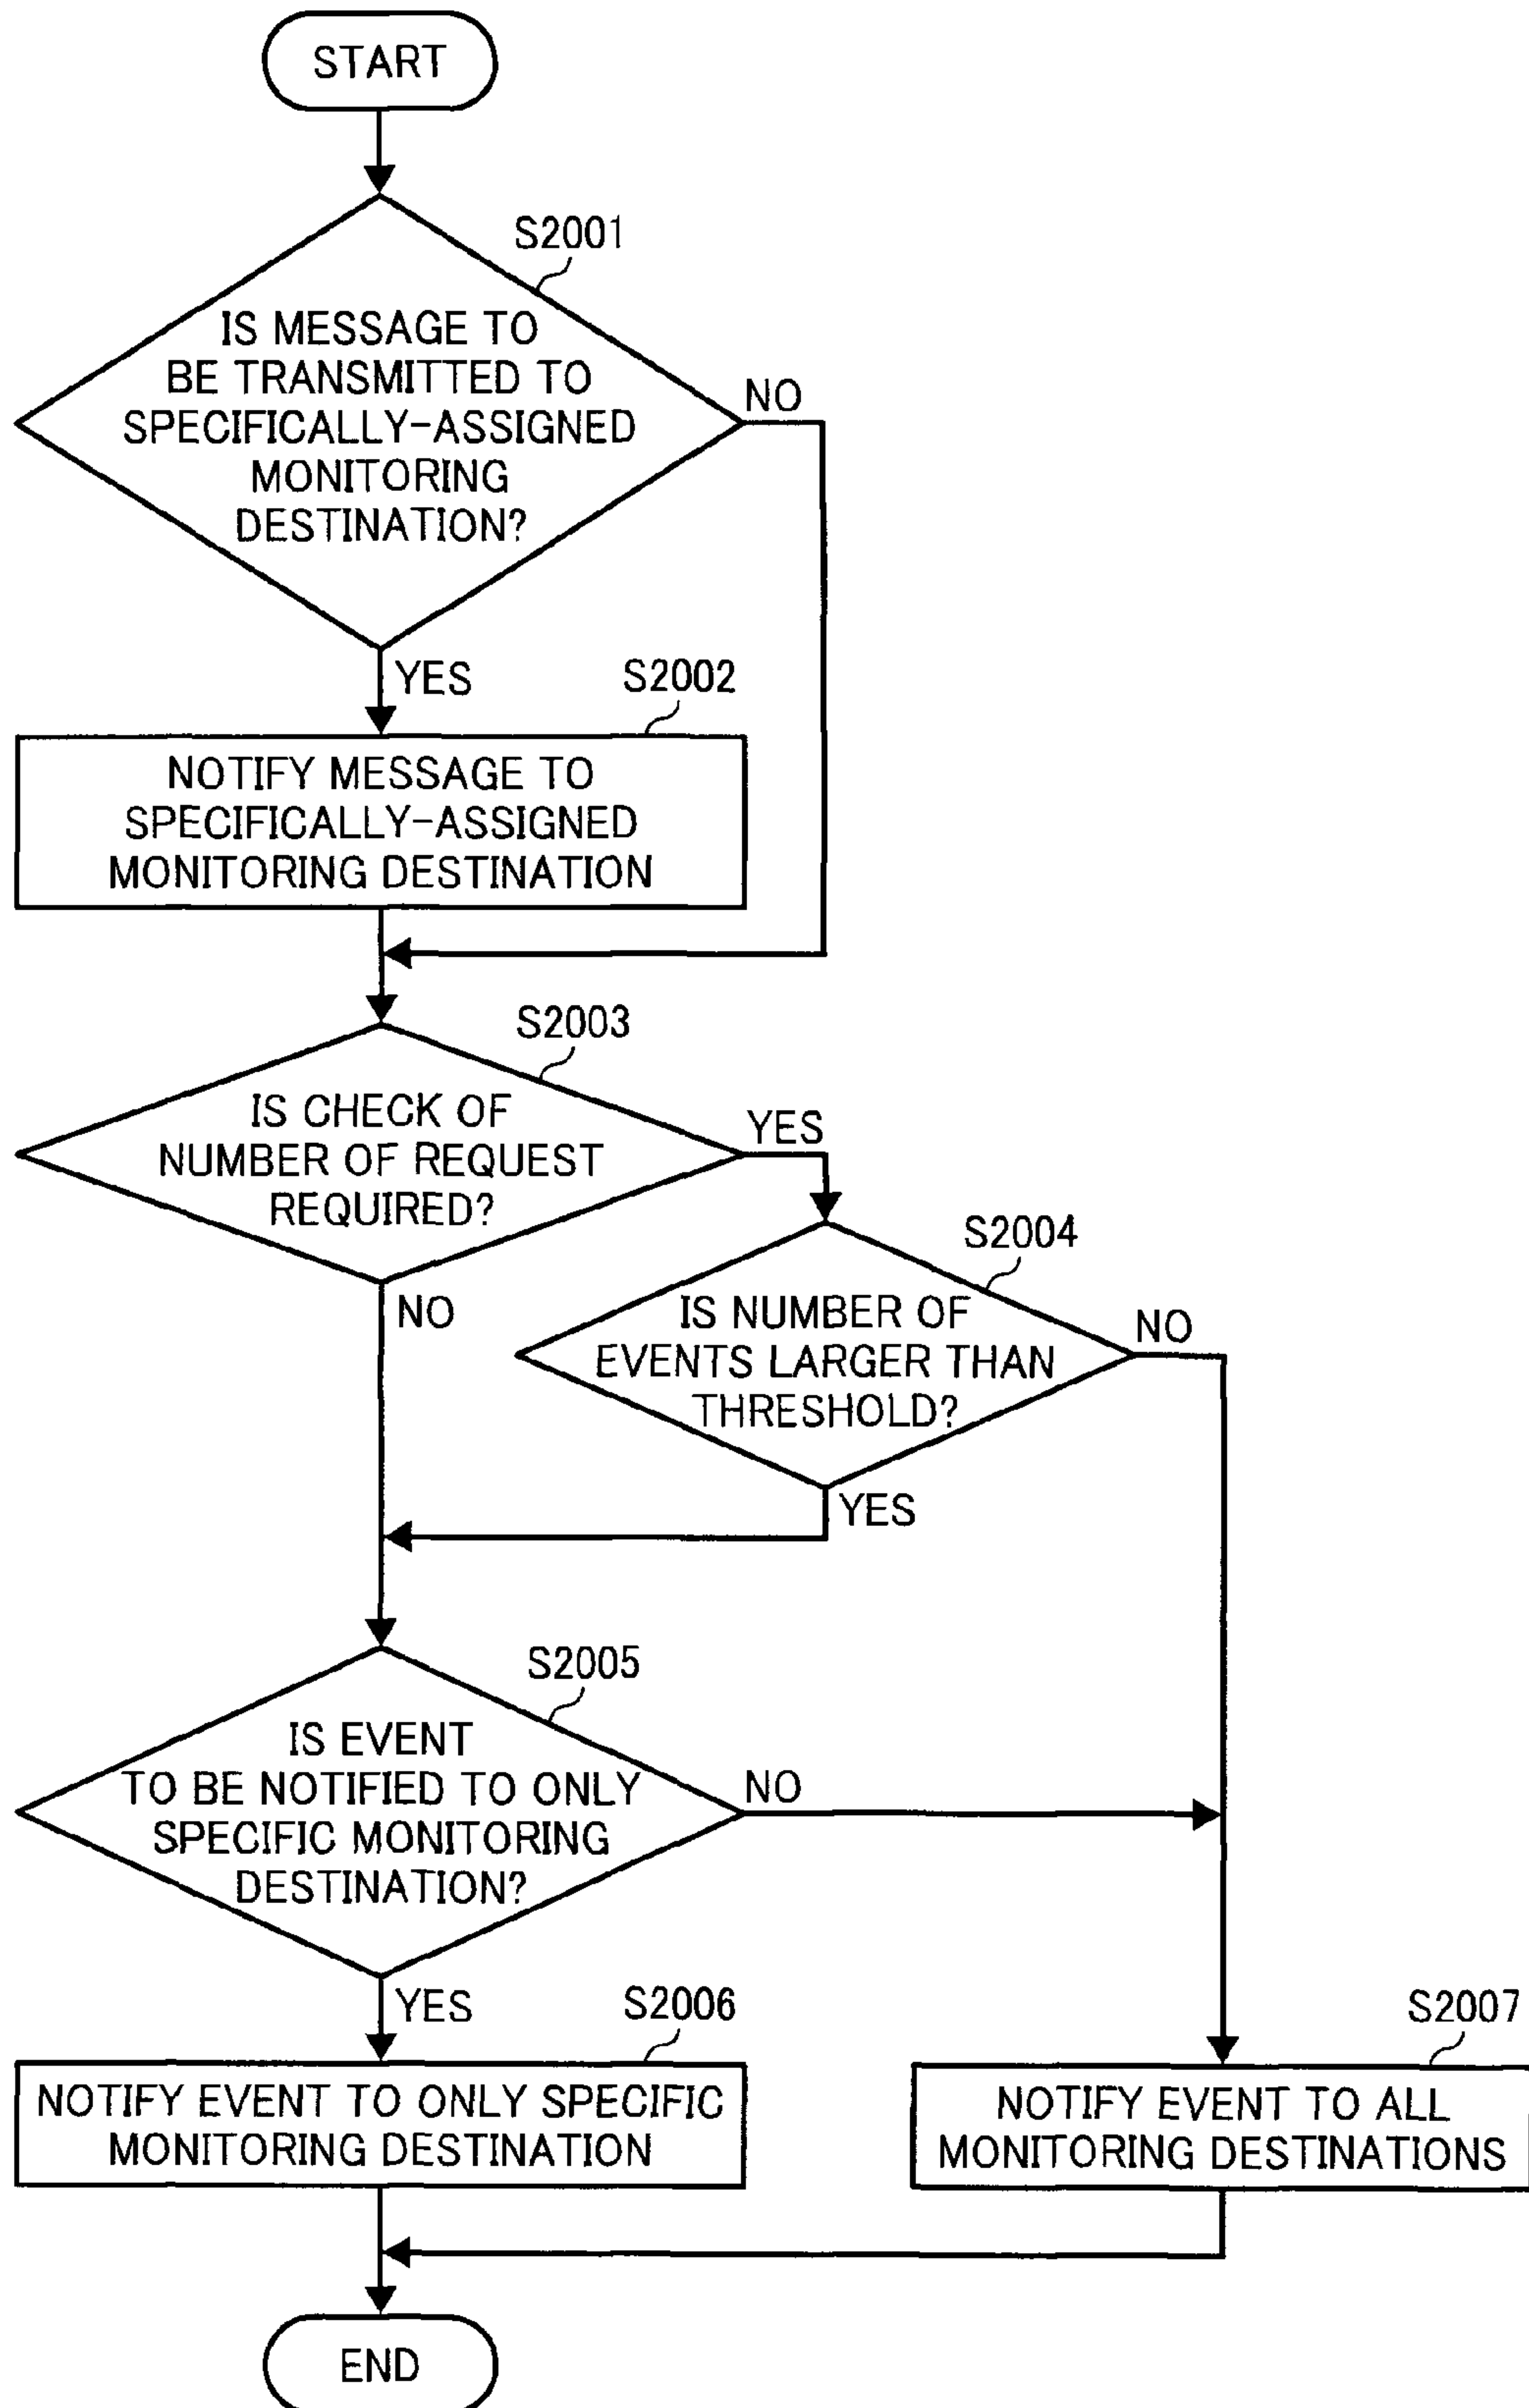 START
S2001
IS MESSAGE TO
BE TRANSMITTED TO
SPECIFICALLY-ASSIGNED
MONITORING
DESTINATION?
NO
YES
S2002
NOTIFY MESSAGE TO
SPECIFICALLY-ASSIGNED
MONITORING DESTINATION
S2003
IS CHECK OF
NUMBER OF REQUEST
REQUIRED?
YES
NO
S2004
IS NUMBER OF
EVENTS LARGER THAN
THRESHOLD?
NO
YES
S2005
IS EVENT
TO BE NOTIFIED TO ONLY
SPECIFIC MONITORING
DESTINATION?
NO
YES
S2006
NOTIFY EVENT TO ONLY SPECIFIC
MONITORING DESTINATION
S2007
NOTIFY EVENT TO ALL
MONITORING DESTINATIONS
END